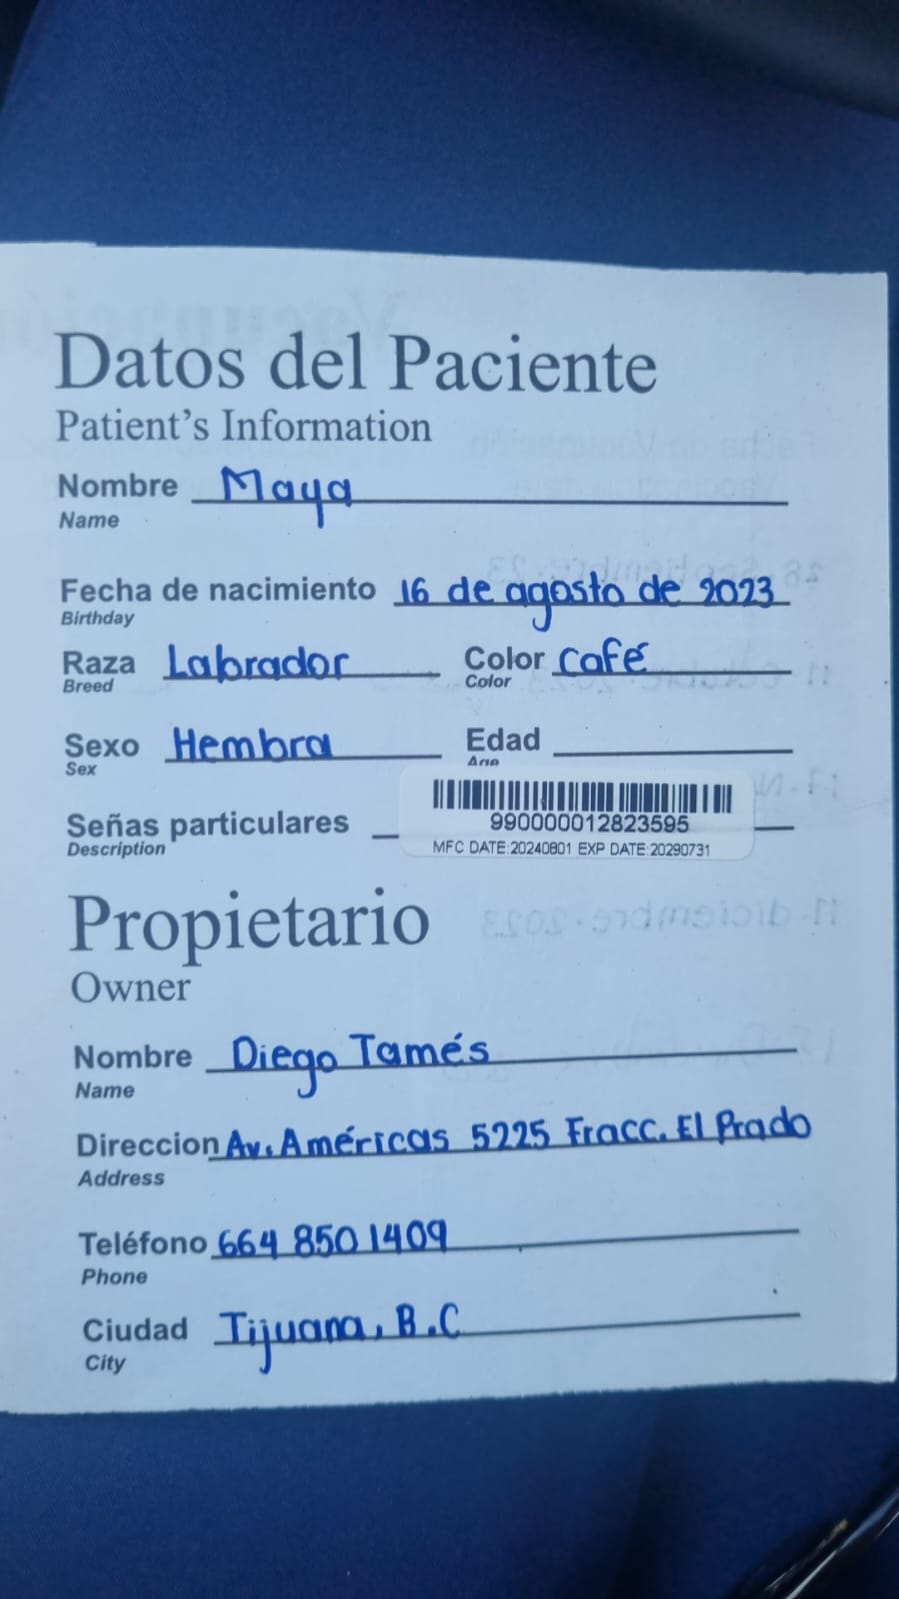 Datos del Paciente
Patient's Information
Nombre Maya
Name
Fecha de nacimiento 16 de agosto de 2023
Birthday
Raza Labrador Color café
Breed Color
Sexo Hembra Edad
Sex Age
Señas particulares
Description
990000012823595
MFC DATE:20240801 EXP DATE:20290731
Propietario
Owner
Nombre Diego Tamés
Name
Direccion Av. Américas 5225 Fracc. El Prado
Address
Teléfono 664 850 1409
Phone
Ciudad Tijuana, B.C
City